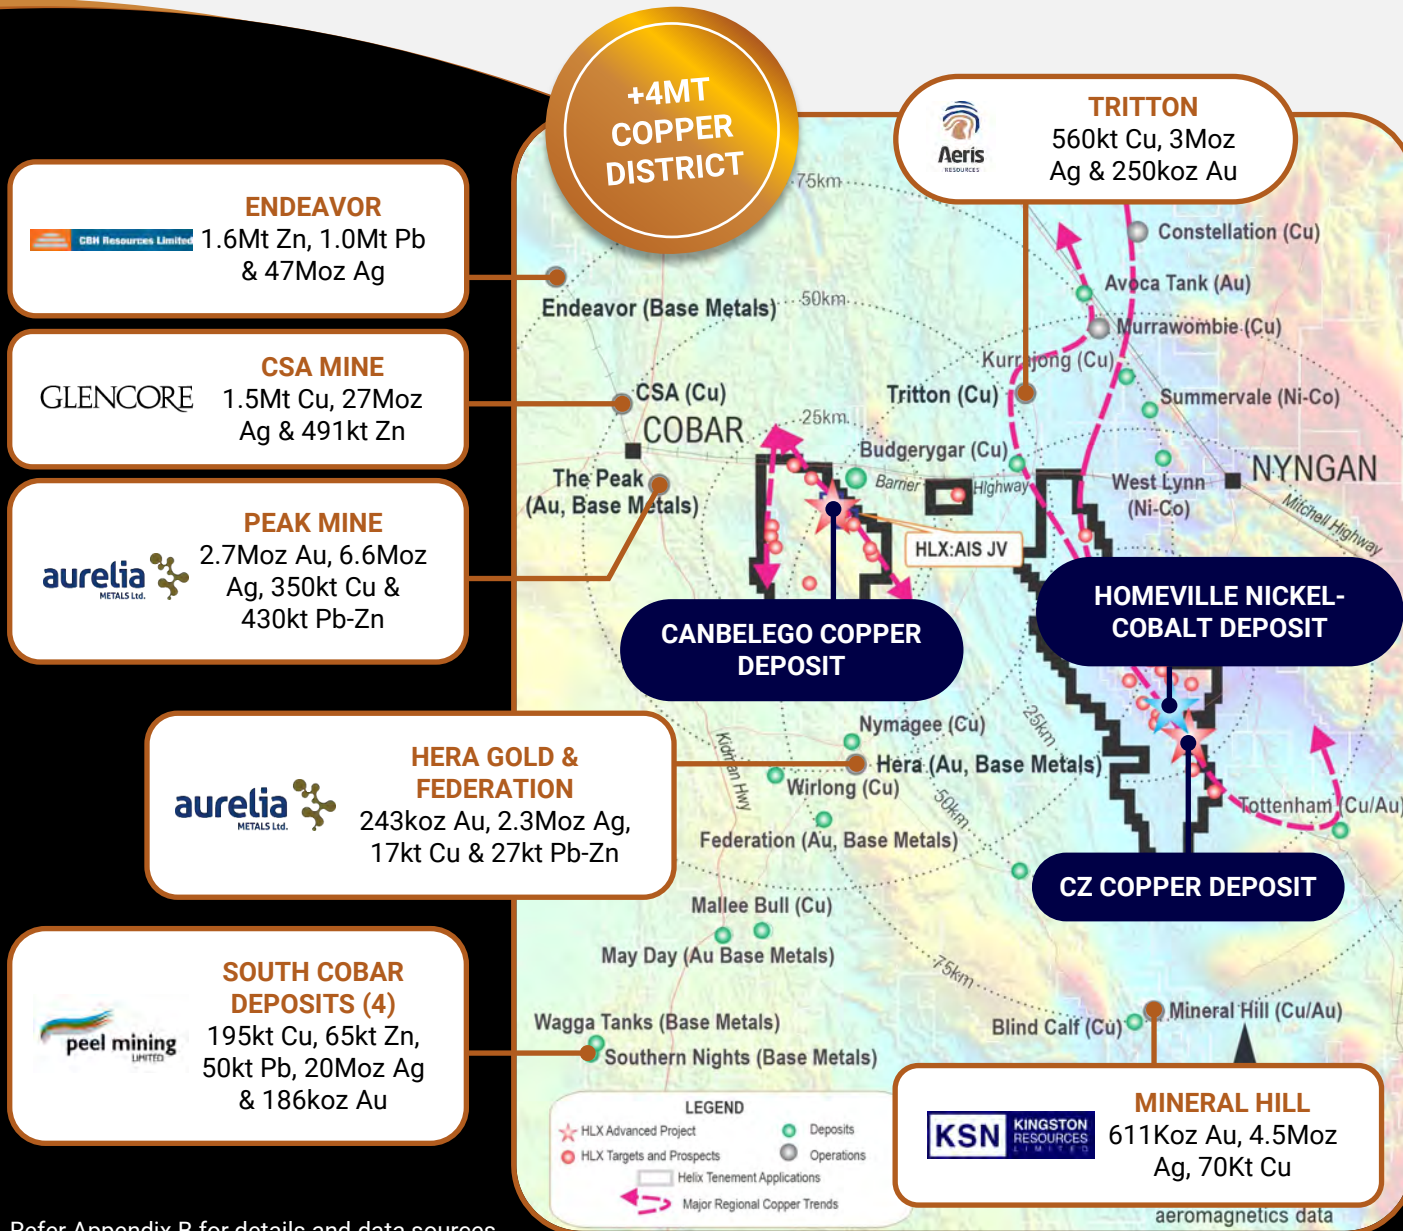 +4MT
COPPER
DISTRICT
Aeris
RESOURCES
TRITTON
560kt Cu, 3Moz
Ag & 250koz Au
CBH Resources Limited
ENDEAVOR
1.6Mt Zn, 1.0Mt Pb
& 47Moz Ag
GLENCORE
CSA MINE
1.5Mt Cu, 27Moz
Ag & 491kt Zn
aurelia
METALS Ltd.
PEAK MINE
2.7Moz Au, 6.6Moz
Ag, 350kt Cu &
430kt Pb-Zn
aurelia
METALS Ltd.
HERA GOLD &
FEDERATION
243koz Au, 2.3Moz Ag,
17kt Cu & 27kt Pb-Zn
peel mining
LIMITED
SOUTH COBAR
DEPOSITS (4)
195kt Cu, 65kt Zn,
50kt Pb, 20Moz Ag
& 186koz Au
75km
Constellation (Cu)
Avoca Tank (Au)
50km
Endeavor (Base Metals)
Murrawombie (Cu)
Kurrajong (Cu)
CSA (Cu)
Tritton (Cu)
Summervale (Ni-Co)
25km
COBAR
Budgerygar (Cu)
NYNGAN
The Peak
(Au, Base Metals)
Barrier Highway
West Lynn
(Ni-Co)
Mitchell Highway
HLX:AIS JV
HOMEVILLE NICKEL-
COBALT DEPOSIT
CANBELEGO COPPER
DEPOSIT
25km
Nymagee (Cu)
Kidman Hwy
Hera (Au, Base Metals)
Wirlong (Cu)
50km
Tottenham (Cu/Au)
Federation (Au, Base Metals)
CZ COPPER DEPOSIT
Mallee Bull (Cu)
May Day (Au Base Metals)
75km
Mineral Hill (Cu/Au)
Wagga Tanks (Base Metals)
Blind Calf (Cu)
Southern Nights (Base Metals)
LEGEND
HLX Advanced Project
Deposits
HLX Targets and Prospects
Operations
Helix Tenement Applications
Major Regional Copper Trends
KSN KINGSTON
RESOURCES
LIMITED
MINERAL HILL
611Koz Au, 4.5Moz
Ag, 70Kt Cu
aeromagnetics data
Refer Appendix B for details and data sources